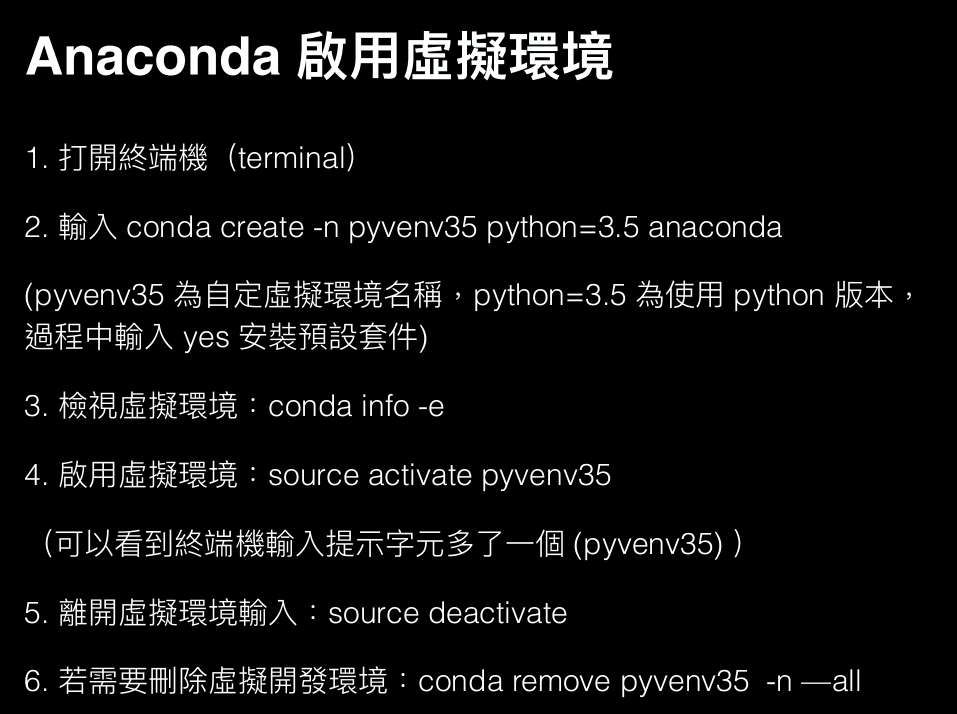 Anaconda 啟用虛擬環境
1. 打開終端機（terminal）
2. 輸入 conda create -n pyvenv35 python=3.5 anaconda
(pyvenv35 為自定虛擬環境名稱，python=3.5 為使用 python 版本，
過程中輸入 yes 安裝預設套件)
3. 檢視虛擬環境：conda info -e
4. 啟用虛擬環境：source activate pyvenv35
（可以看到終端機輸入提示字元多了一個 (pyvenv35) ）
5. 離開虛擬環境輸入：source deactivate
6. 若需要刪除虛擬開發環境：conda remove pyvenv35  -n —all